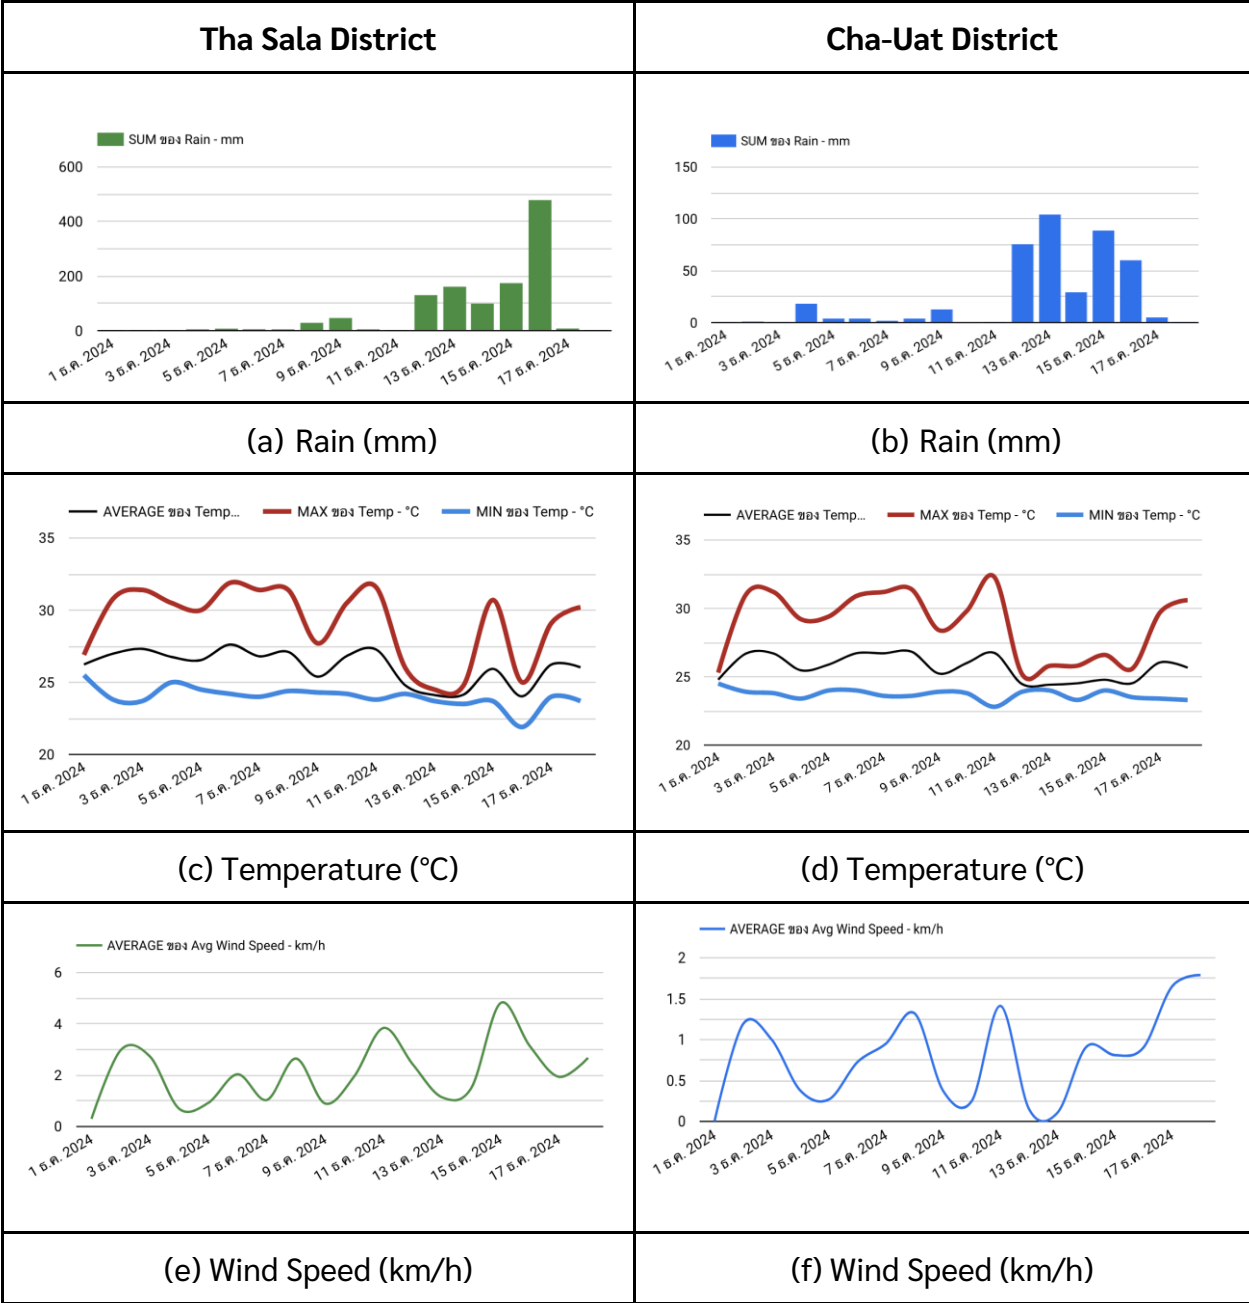 Tha Sala District
Cha-Uat District
SUM ของ Rain - mm
600
400
200
0
1 ธ.ค. 2024
3 ธ.ค. 2024
5 ธ.ค. 2024
7 ธ.ค. 2024
9 ธ.ค. 2024
11 ธ.ค. 2024
13 ธ.ค. 2024
15 ธ.ค. 2024
17 ธ.ค. 2024
SUM ของ Rain - mm
150
100
50
0
1 ธ.ค. 2024
3 ธ.ค. 2024
5 ธ.ค. 2024
7 ธ.ค. 2024
9 ธ.ค. 2024
11 ธ.ค. 2024
13 ธ.ค. 2024
15 ธ.ค. 2024
17 ธ.ค. 2024
(a) Rain (mm)
(b) Rain (mm)
AVERAGE ของ Temp... MAX ของ Temp - °C MIN ของ Temp - °C
35
30
25
20
1 ธ.ค. 2024
3 ธ.ค. 2024
5 ธ.ค. 2024
7 ธ.ค. 2024
9 ธ.ค. 2024
11 ธ.ค. 2024
13 ธ.ค. 2024
15 ธ.ค. 2024
17 ธ.ค. 2024
AVERAGE ของ Temp... MAX ของ Temp - °C MIN ของ Temp - °C
35
30
25
20
1 ธ.ค. 2024
3 ธ.ค. 2024
5 ธ.ค. 2024
7 ธ.ค. 2024
9 ธ.ค. 2024
11 ธ.ค. 2024
13 ธ.ค. 2024
15 ธ.ค. 2024
17 ธ.ค. 2024
(c) Temperature (°C)
(d) Temperature (°C)
AVERAGE ของ Avg Wind Speed - km/h
6
4
2
0
1 ธ.ค. 2024
3 ธ.ค. 2024
5 ธ.ค. 2024
7 ธ.ค. 2024
9 ธ.ค. 2024
11 ธ.ค. 2024
13 ธ.ค. 2024
15 ธ.ค. 2024
17 ธ.ค. 2024
AVERAGE ของ Avg Wind Speed - km/h
2
1.5
1
0.5
0
1 ธ.ค. 2024
3 ธ.ค. 2024
5 ธ.ค. 2024
7 ธ.ค. 2024
9 ธ.ค. 2024
11 ธ.ค. 2024
13 ธ.ค. 2024
15 ธ.ค. 2024
17 ธ.ค. 2024
(e) Wind Speed (km/h)
(f) Wind Speed (km/h)